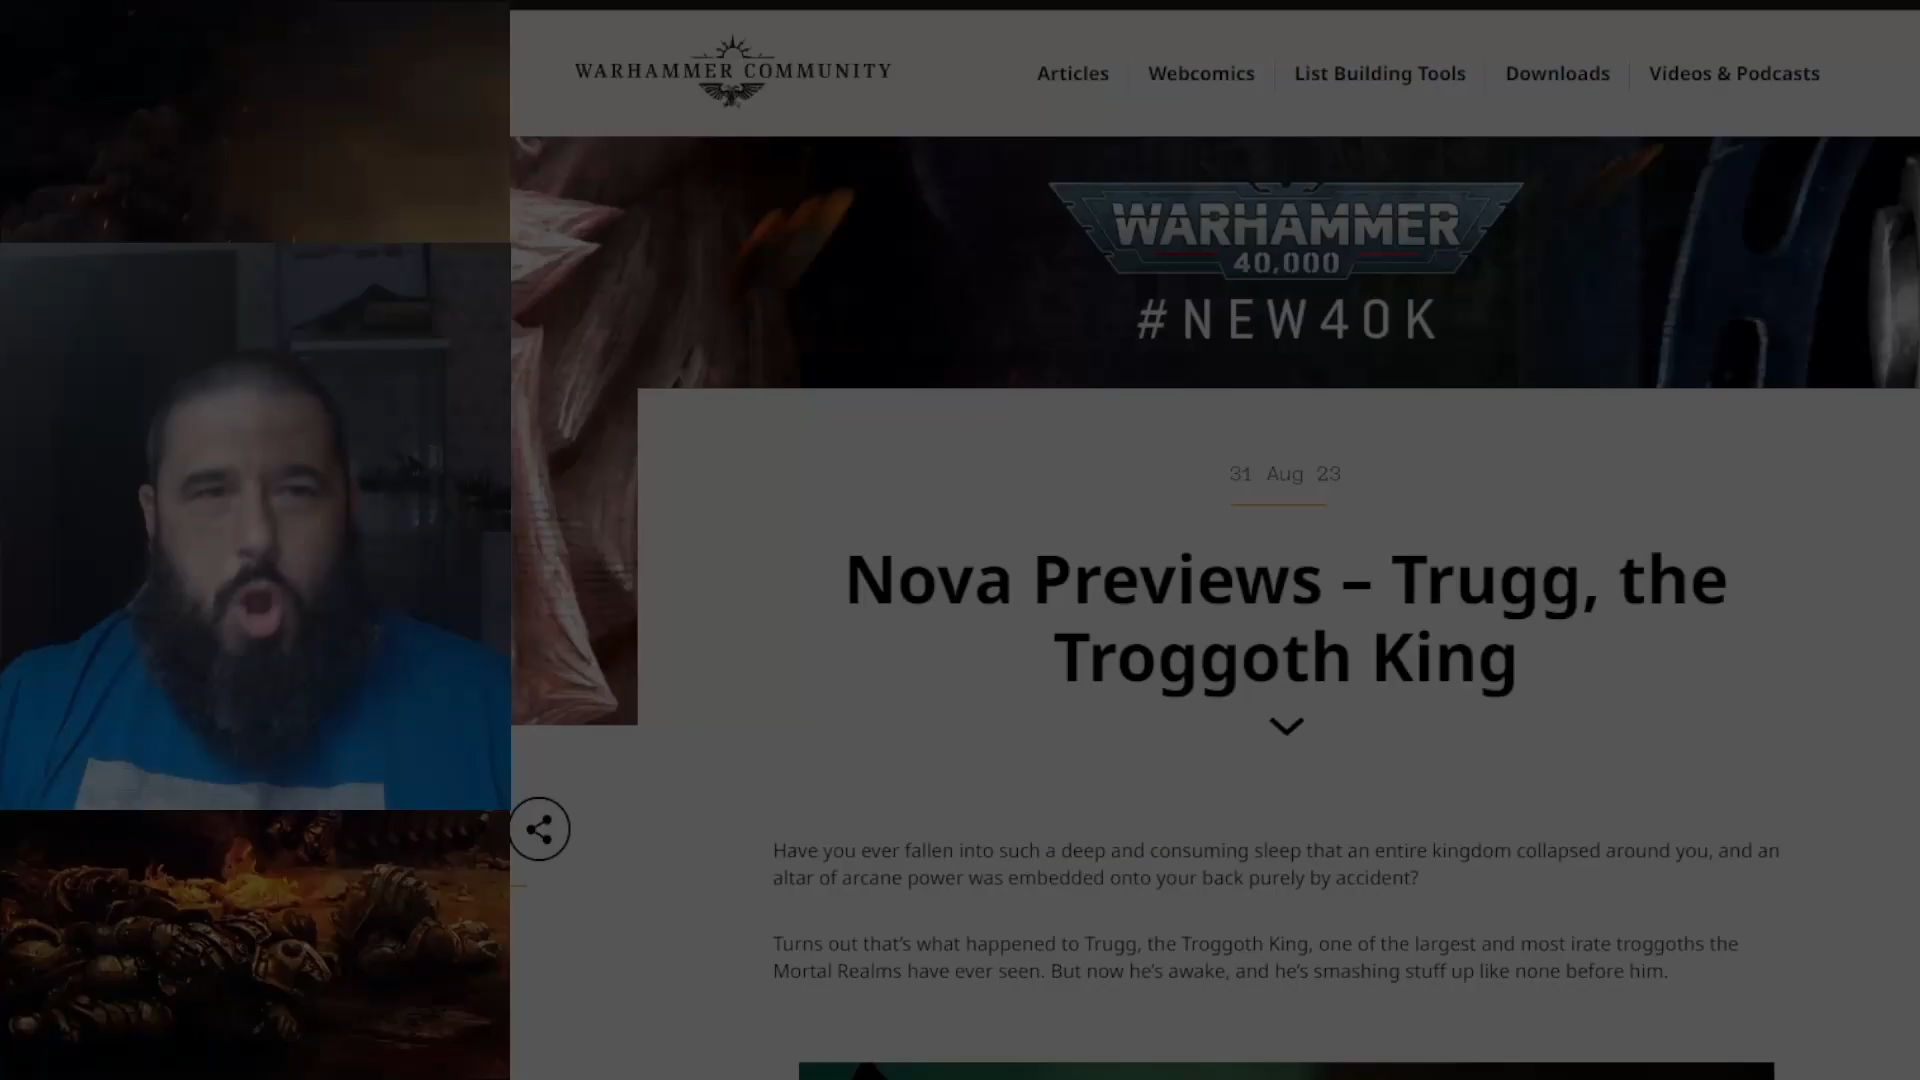 WARHAMMER COMMUNITY
Articles
Webcomics
List Building Tools
Downloads
Videos & Podcasts
WARHAMMER
40,000
#NEW40K
31 Aug 23
Nova Previews – Trugg, the
Troggoth King
Have you ever fallen into such a deep and consuming sleep that an entire kingdom collapsed around you, and an
altar of arcane power was embedded onto your back purely by accident?
Turns out that’s what happened to Trugg, the Troggoth King, one of the largest and most irate troggoths the
Mortal Realms have ever seen. But now he’s awake, and he’s smashing stuff up like none before him.